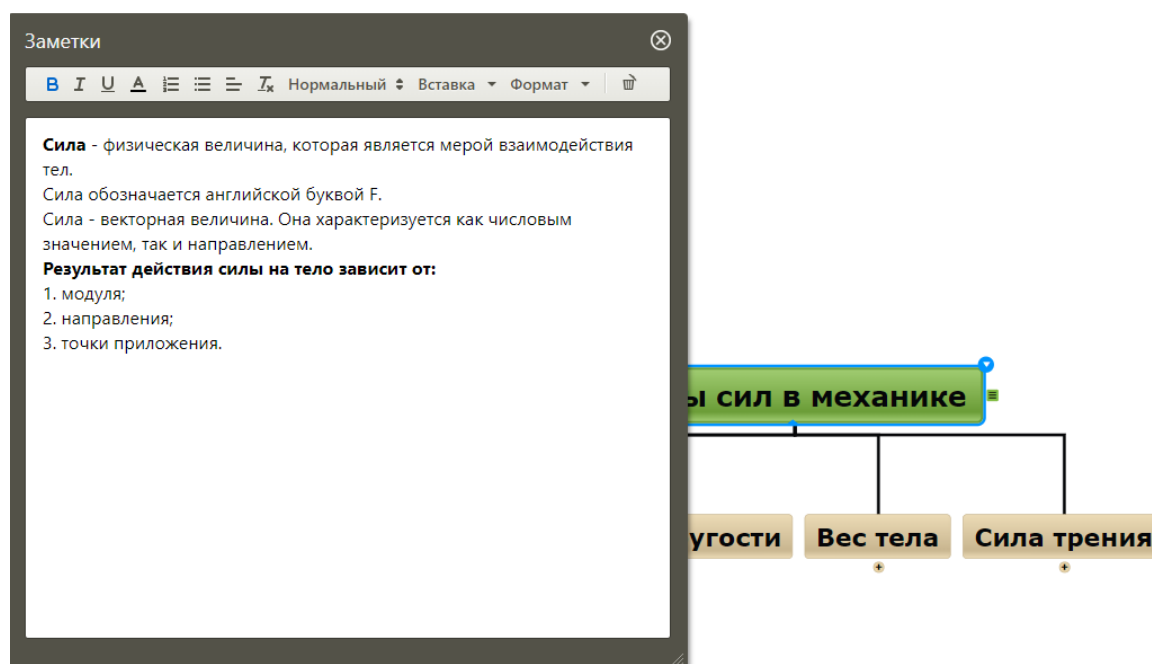 Заметки
B I U A Нормальный Вставка Формат
Сила - физическая величина, которая является мерой взаимодействия
тел.
Сила обозначается английской буквой F.
Сила - векторная величина. Она характеризуется как числовым
значением, так и направлением.
Результат действия силы на тело зависит от:
1. модуля;
2. направления;
3. точки приложения.
ы сил в механике
угости Вес тела Сила трения